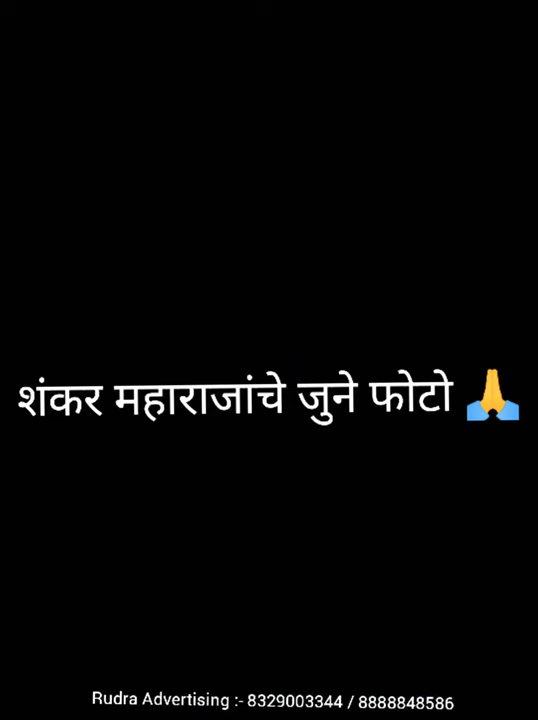 शंकर महाराजांचे जुने फोटो 🙏
Rudra Advertising :- 8329003344 / 8888848586